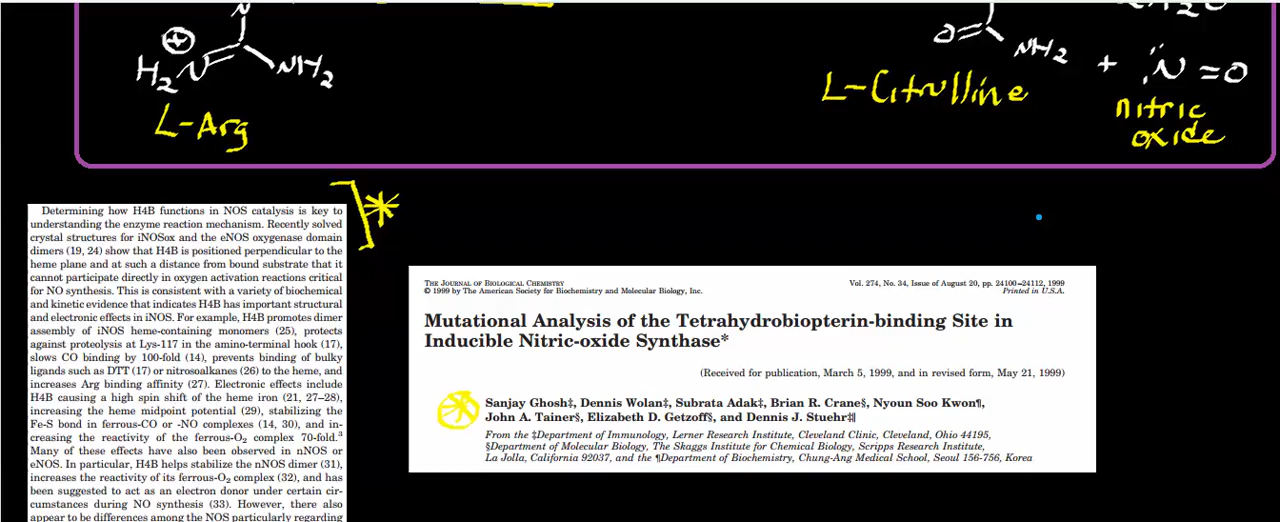 H₂N
⊕
NH₂
L-Arg
O
NH₂
L-Citrulline
+ N=O
nitric
oxide
*
Determining how H4B functions in NOS catalysis is key to
understanding the enzyme reaction mechanism. Recently solved
crystal structures for iNOSox and the eNOS oxygenase domain
dimers (19, 24) show that H4B is positioned perpendicular to the
heme plane and at such a distance from bound substrate that it
cannot participate directly in oxygen activation reactions critical
for NO synthesis. This is consistent with a variety of biochemical
and kinetic evidence that indicates H4B has important structural
and electronic effects in iNOS. For example, H4B promotes dimer
assembly of iNOS heme-containing monomers (25), protects
against proteolysis at Lys-117 in the amino-terminal hook (17),
slows CO binding by 100-fold (14), prevents binding of bulky
ligands such as DTT (17) or nitrosoalkanes (26) to the heme, and
increases Arg binding affinity (27). Electronic effects include
H4B causing a high spin shift of the heme iron (21, 27–28),
increasing the heme midpoint potential (29), stabilizing the
Fe-S bond in ferrous-CO or -NO complexes (14, 30), and in-
creasing the reactivity of the ferrous-O₂ complex 70-fold.³
Many of these effects have also been observed in nNOS or
eNOS. In particular, H4B helps stabilize the nNOS dimer (31),
increases the reactivity of its ferrous-O₂ complex (32), and has
been suggested to act as an electron donor under certain cir-
cumstances during NO synthesis (33). However, there also
appear to be differences among the NOS particularly regarding
THE JOURNAL OF BIOLOGICAL CHEMISTRY
© 1999 by The American Society for Biochemistry and Molecular Biology, Inc.
Vol. 274, No. 34, Issue of August 20, pp. 24100–24112, 1999
Printed in U.S.A.
Mutational Analysis of the Tetrahydrobiopterin-binding Site in
Inducible Nitric-oxide Synthase*
(Received for publication, March 5, 1999, and in revised form, May 21, 1999)
Sanjay Ghosh‡, Dennis Wolan‡, Subrata Adak‡, Brian R. Crane§, Nyoun Soo Kwon¶,
John A. Tainer§, Elizabeth D. Getzoff§, and Dennis J. Stuehr‡‖
From the ‡Department of Immunology, Lerner Research Institute, Cleveland Clinic, Cleveland, Ohio 44195,
§Department of Molecular Biology, The Skaggs Institute for Chemical Biology, Scripps Research Institute,
La Jolla, California 92037, and the ¶Department of Biochemistry, Chung-Ang Medical School, Seoul 156-756, Korea